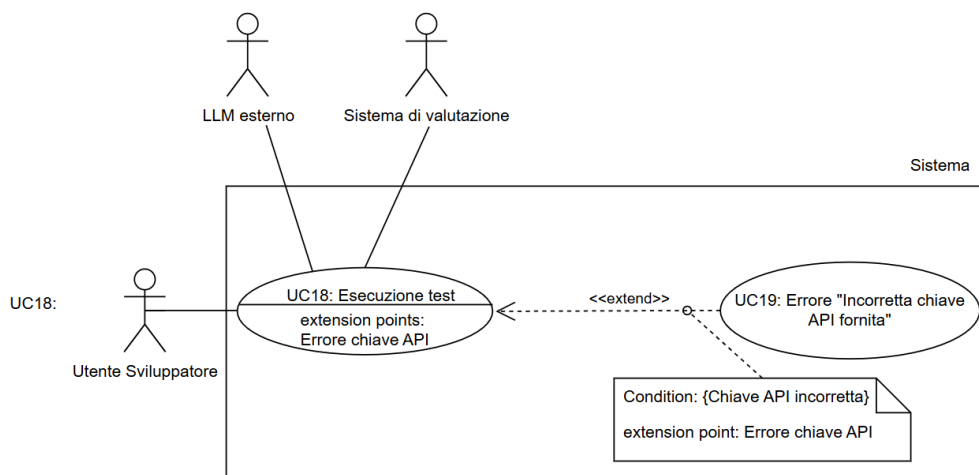 LLM esterno
Sistema di valutazione
Sistema
UC18:
Utente Sviluppatore
UC18: Esecuzione test
extension points:
Errore chiave API
<<extend>>
UC19: Errore "Incorretta chiave
API fornita"
Condition: {Chiave API incorretta}
extension point: Errore chiave API